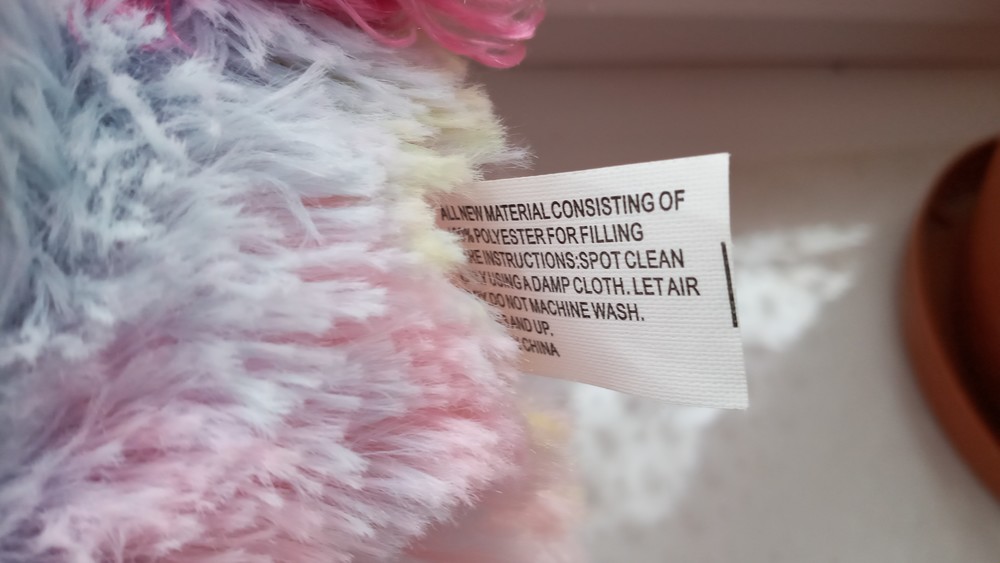 ALL NEW MATERIAL CONSISTING OF
POLYESTER FOR FILLING
INSTRUCTIONS:SPOT CLEAN
USING A DAMP CLOTH. LET AIR
DO NOT MACHINE WASH.
AND UP.
CHINA